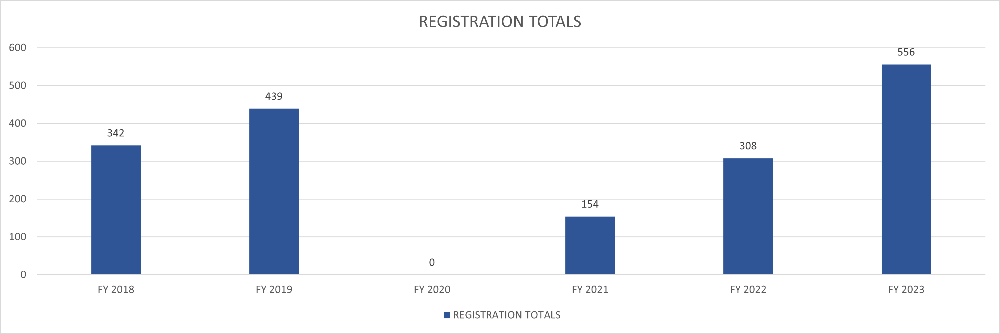 REGISTRATION TOTALS
600
500
400
300
200
100
0
342
439
0
154
308
556
FY 2018
FY 2019
FY 2020
FY 2021
FY 2022
FY 2023
REGISTRATION TOTALS